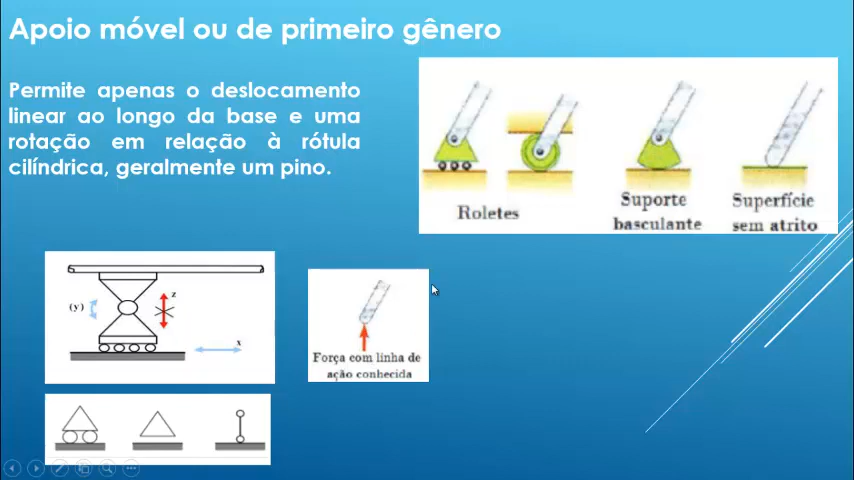 Apoio móvel ou de primeiro gênero
Permite apenas o deslocamento
linear ao longo da base e uma
rotação em relação à rótula
cilíndrica, geralmente um pino.
Roletes
Suporte
basculante
Superfície
sem atrito
(y)
z
x
Força com linha de
ação conhecida